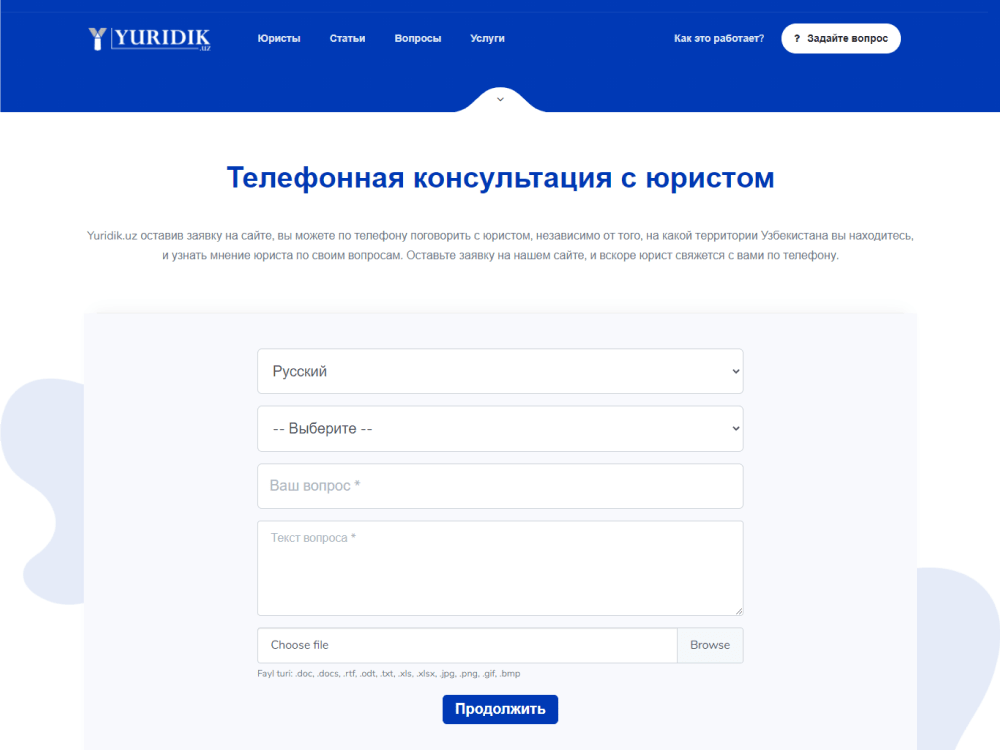 YURIDIK
.UZ
Юристы Статьи Вопросы Услуги Как это работает? ? Задайте вопрос
Телефонная консультация с юристом
Yuridik.uz оставив заявку на сайте, вы можете по телефону поговорить с юристом, независимо от того, на какой территории Узбекистана вы находитесь,
и узнать мнение юриста по своим вопросам. Оставьте заявку на нашем сайте, и вскоре юрист свяжется с вами по телефону.
Русский
-- Выберите --
Ваш вопрос *
Текст вопроса *
Choose file Browse
Fayl turi: .doc, .docs, .rtf, .odt, .txt, .xls, .xlsx, .jpg, .png, .gif, .bmp
Продолжить